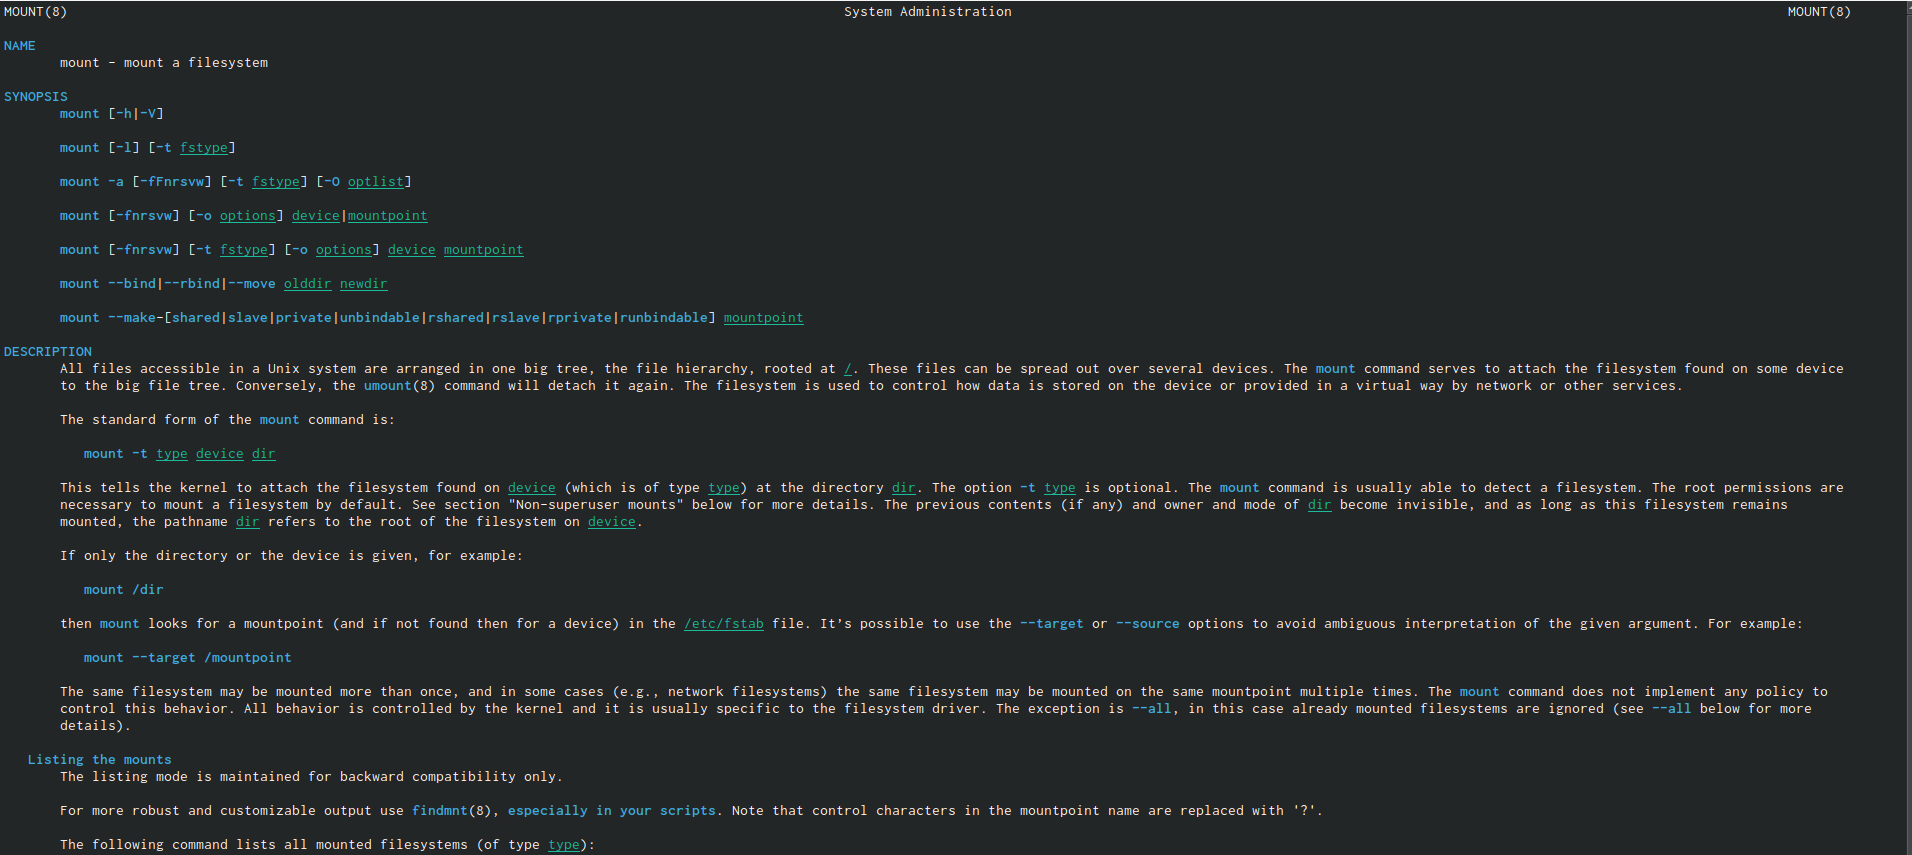 MOUNT(8) System Administration MOUNT(8)
NAME
mount - mount a filesystem
SYNOPSIS
mount [-h|-V]
mount [-l] [-t fstype]
mount -a [-fFnrsvw] [-t fstype] [-O optlist]
mount [-fnrsvw] [-o options] device|mountpoint
mount [-fnrsvw] [-t fstype] [-o options] device mountpoint
mount --bind|--rbind|--move olddir newdir
mount --make-[shared|slave|private|unbindable|rshared|rslave|rprivate|runbindable] mountpoint
DESCRIPTION
All files accessible in a Unix system are arranged in one big tree, the file hierarchy, rooted at /. These files can be spread out over several devices. The mount command serves to attach the filesystem found on some device
to the big file tree. Conversely, the umount(8) command will detach it again. The filesystem is used to control how data is stored on the device or provided in a virtual way by network or other services.
The standard form of the mount command is:
mount -t type device dir
This tells the kernel to attach the filesystem found on device (which is of type type) at the directory dir. The option -t type is optional. The mount command is usually able to detect a filesystem. The root permissions are
necessary to mount a filesystem by default. See section "Non-superuser mounts" below for more details. The previous contents (if any) and owner and mode of dir become invisible, and as long as this filesystem remains
mounted, the pathname dir refers to the root of the filesystem on device.
If only the directory or the device is given, for example:
mount /dir
then mount looks for a mountpoint (and if not found then for a device) in the /etc/fstab file. It’s possible to use the --target or --source options to avoid ambiguous interpretation of the given argument. For example:
mount --target /mountpoint
The same filesystem may be mounted more than once, and in some cases (e.g., network filesystems) the same filesystem may be mounted on the same mountpoint multiple times. The mount command does not implement any policy to
control this behavior. All behavior is controlled by the kernel and it is usually specific to the filesystem driver. The exception is --all, in this case already mounted filesystems are ignored (see --all below for more
details).
Listing the mounts
The listing mode is maintained for backward compatibility only.
For more robust and customizable output use findmnt(8), especially in your scripts. Note that control characters in the mountpoint name are replaced with '?'.
The following command lists all mounted filesystems (of type type):